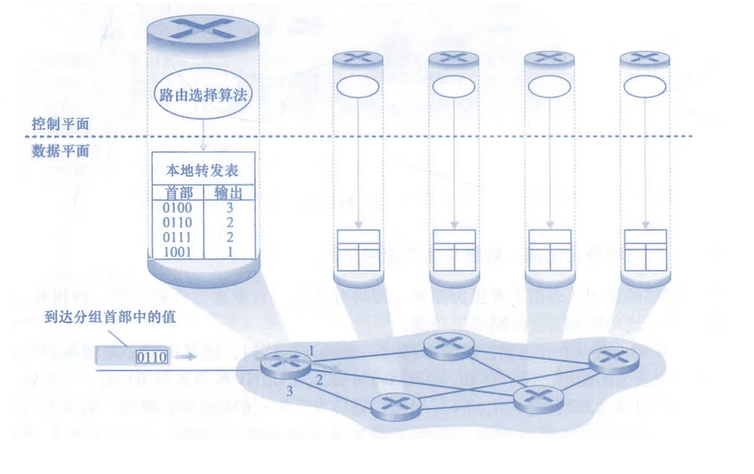 路由选择算法
控制平面
数据平面
本地转发表
首部 输出
0100 3
0110 2
0111 2
1001 1
到达分组首部中的值
0110
1
2
3